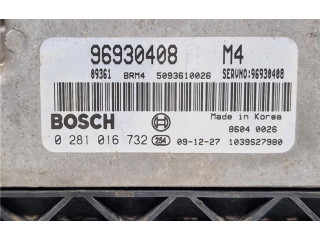 96930408 M4
09361 BRM4 5093610026 SERVNO:96930408
Made in Korea
BOSCH 8604 0026
0 281 016 732 254 09-12-27 1039S27980